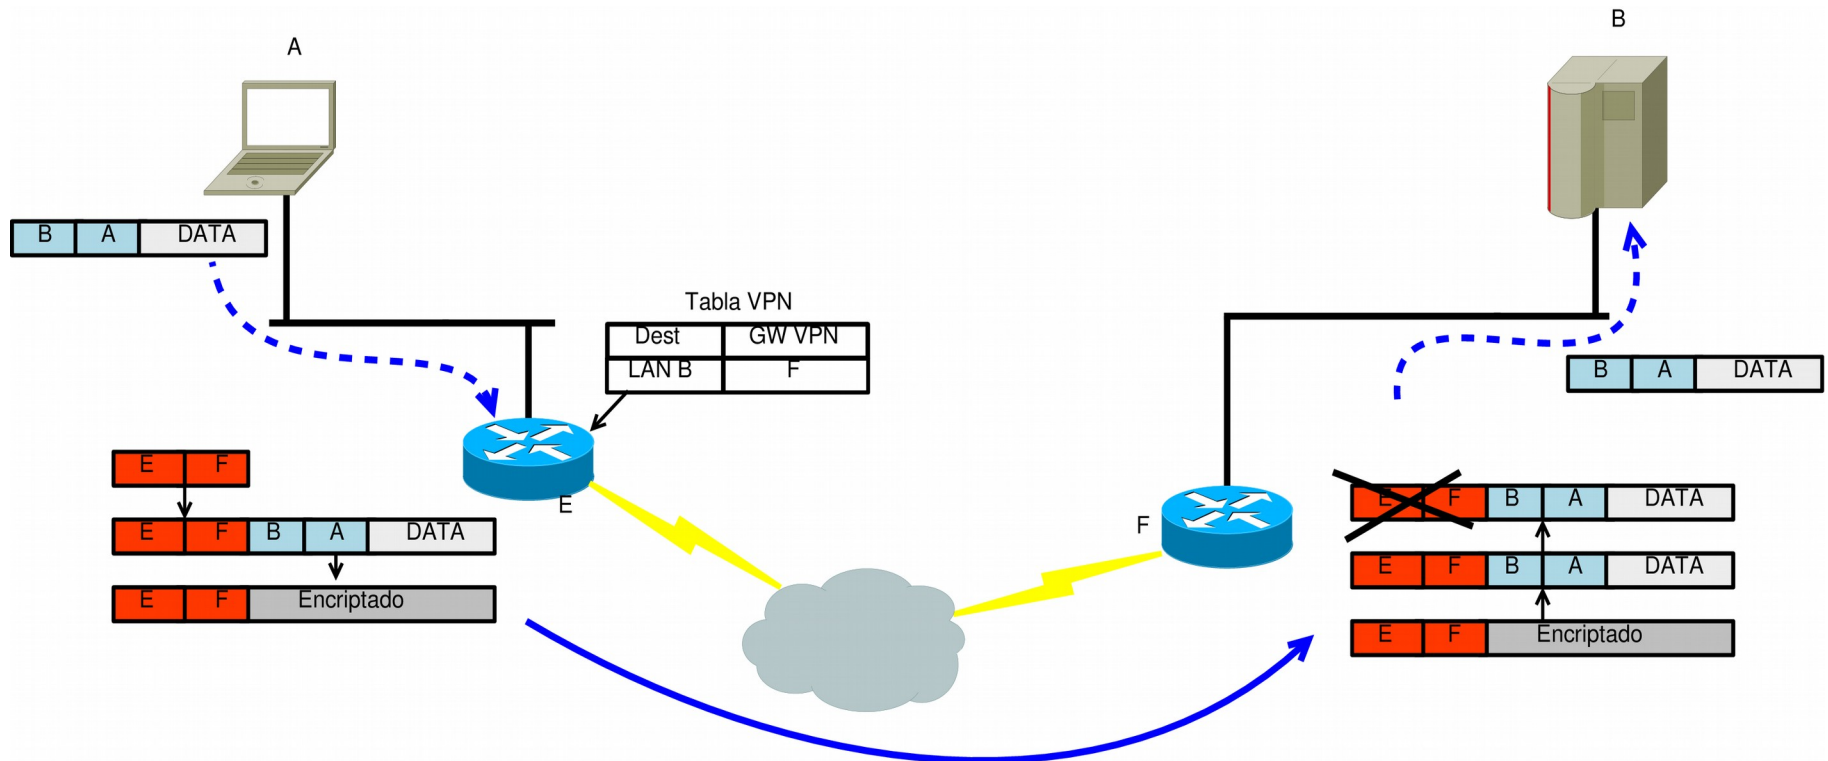 A
B
B A DATA
Tabla VPN
Dest GW VPN
LAN B F
B A DATA
E F
E
E F B A DATA
E F Encriptado
F
E F B A DATA
E F B A DATA
E F Encriptado